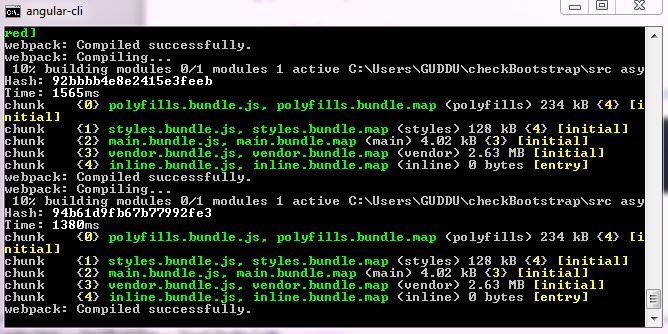 angular-cli
red]
webpack: Compiled successfully.
webpack: Compiling...
10% building modules 0/1 modules 1 active C:\Users\GUDDU\checkBootstrap\src asy
Hash: 92bbbb4e8e2415e3feeb
Time: 1565ms
chunk {0} polyfills.bundle.js, polyfills.bundle.map (polyfills) 234 kB {4} [i
nitial]
chunk {1} styles.bundle.js, styles.bundle.map (styles) 128 kB {4} [initial]
chunk {2} main.bundle.js, main.bundle.map (main) 4.02 kB {3} [initial]
chunk {3} vendor.bundle.js, vendor.bundle.map (vendor) 2.63 MB [initial]
chunk {4} inline.bundle.js, inline.bundle.map (inline) 0 bytes [entry]
webpack: Compiled successfully.
webpack: Compiling...
10% building modules 0/1 modules 1 active C:\Users\GUDDU\checkBootstrap\src asy
Hash: 94b61d9fb67b77992fe3
Time: 1380ms
chunk {0} polyfills.bundle.js, polyfills.bundle.map (polyfills) 234 kB {4} [i
nitial]
chunk {1} styles.bundle.js, styles.bundle.map (styles) 128 kB {4} [initial]
chunk {2} main.bundle.js, main.bundle.map (main) 4.02 kB {3} [initial]
chunk {3} vendor.bundle.js, vendor.bundle.map (vendor) 2.63 MB [initial]
chunk {4} inline.bundle.js, inline.bundle.map (inline) 0 bytes [entry]
webpack: Compiled successfully.